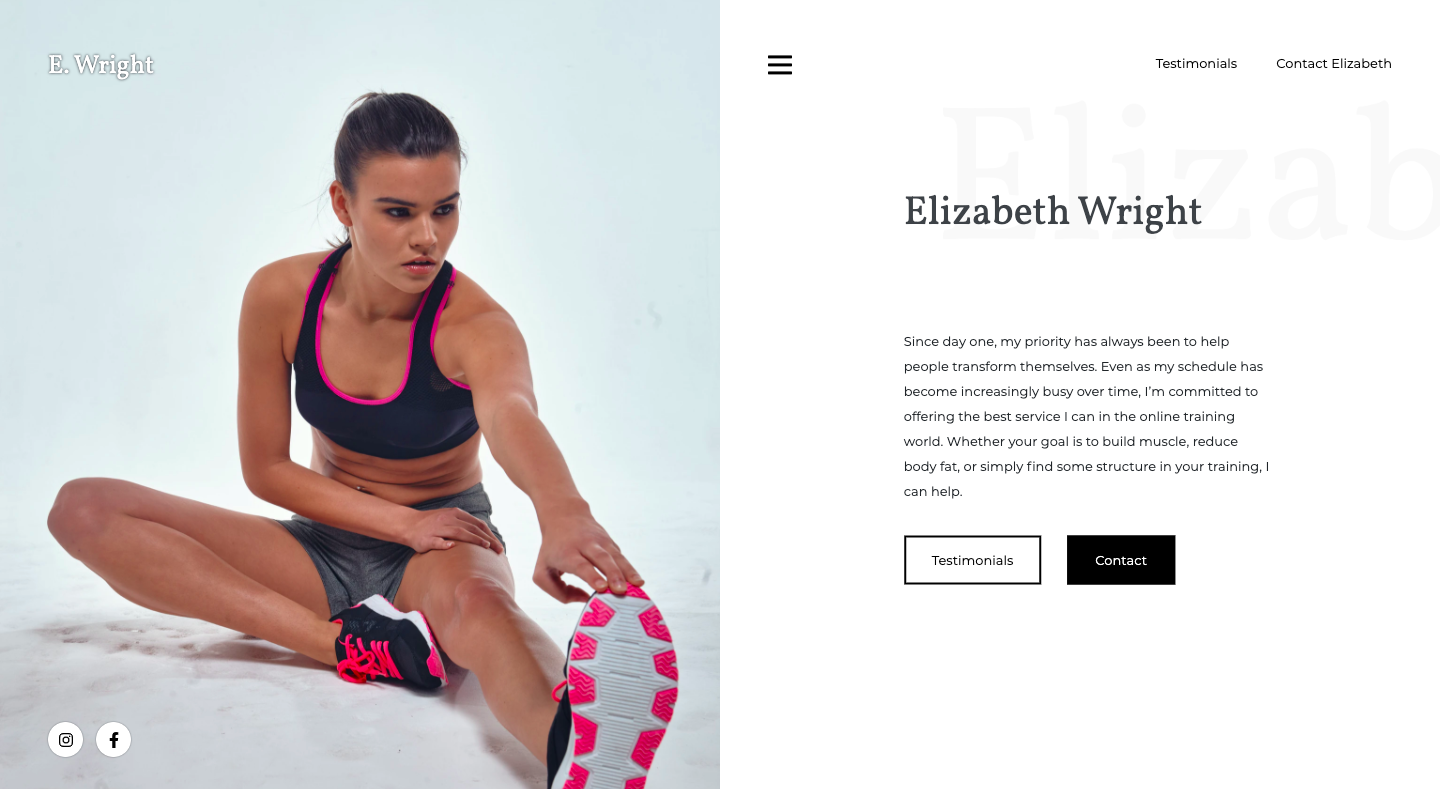 E. Wright
Testimonials
Contact Elizabeth
Elizab
Elizabeth Wright
Since day one, my priority has always been to help
people transform themselves. Even as my schedule has
become increasingly busy over time, I'm committed to
offering the best service I can in the online training
world. Whether your goal is to build muscle, reduce
body fat, or simply find some structure in your training, I
can help.
Testimonials
Contact